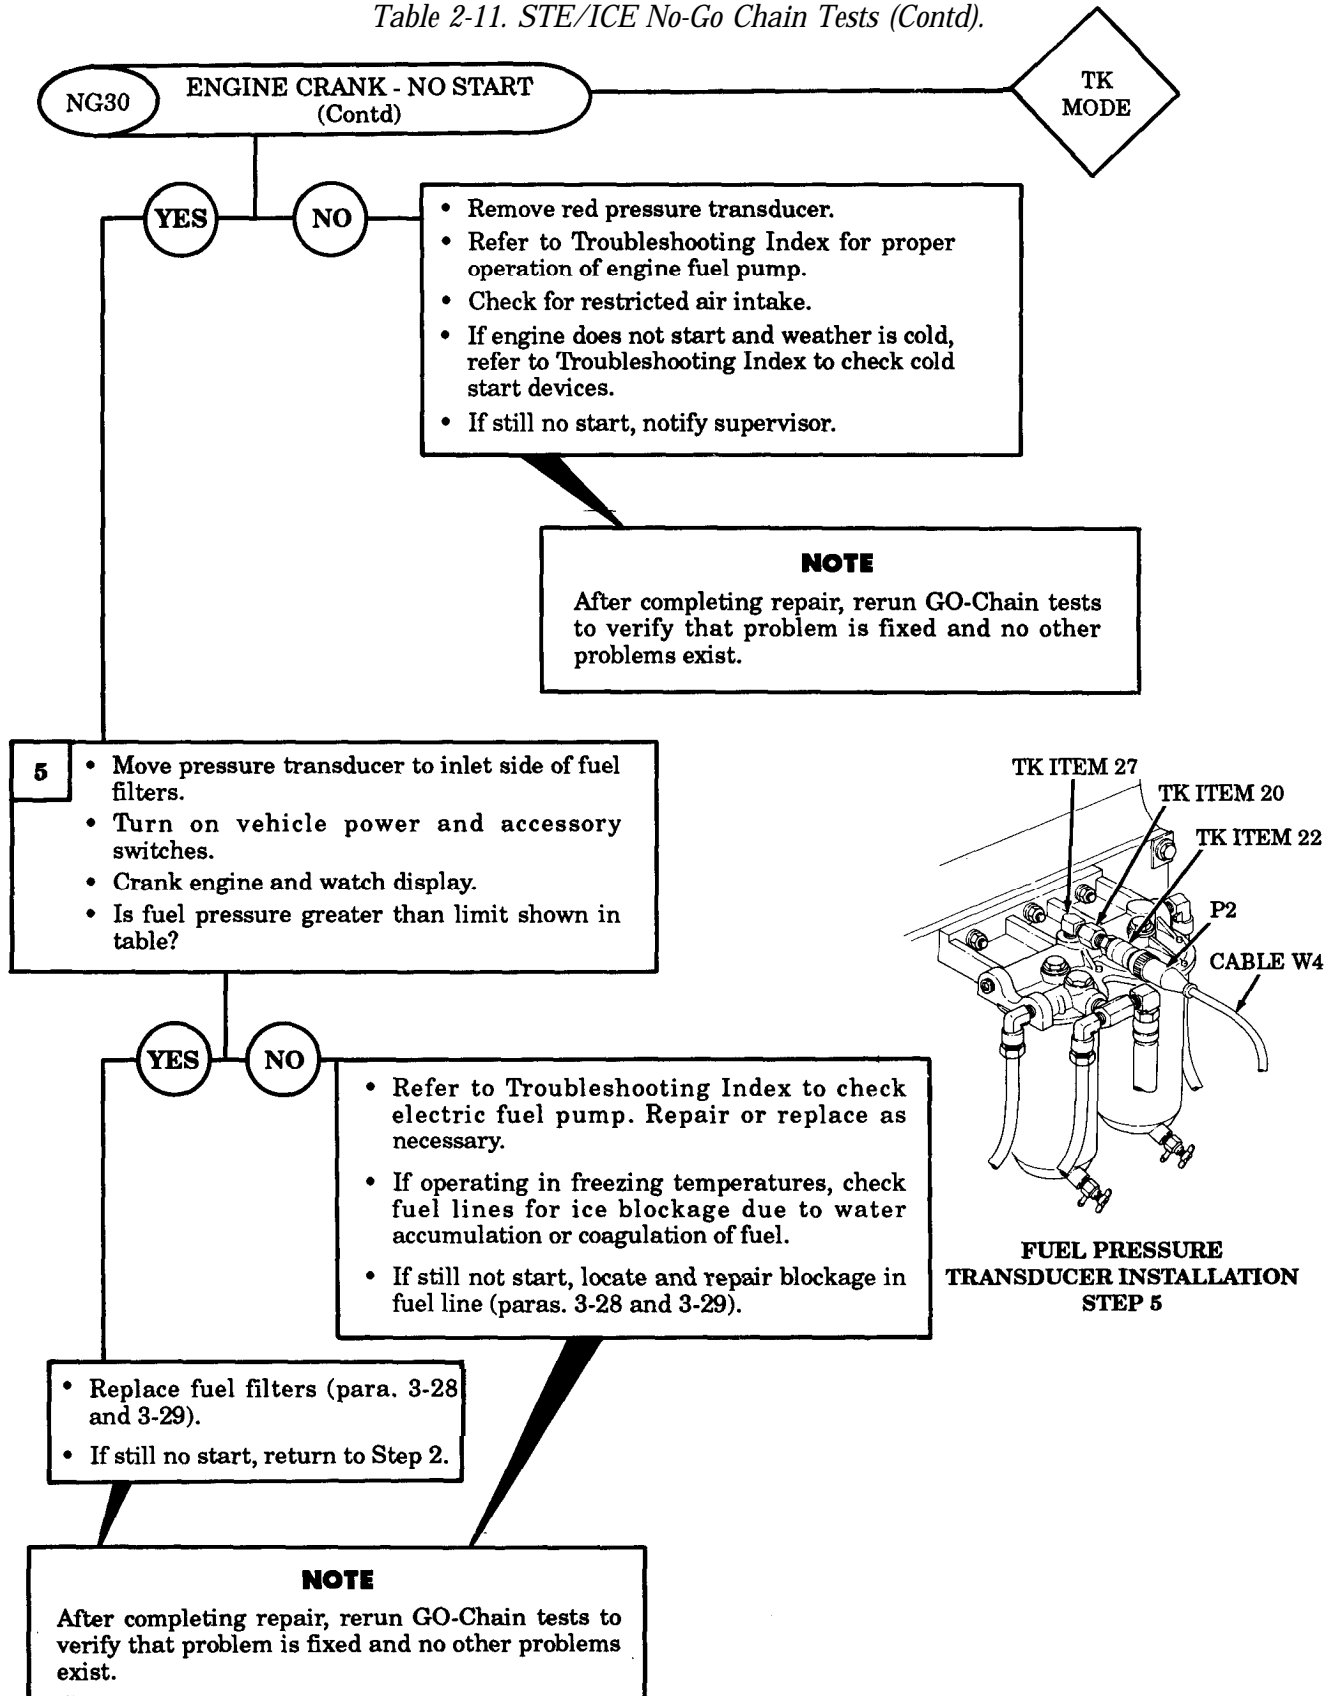 Table 2-11. STE/ICE No-Go Chain Tests (Contd).
NG30
ENGINE CRANK - NO START
(Contd)
TK
MODE
YES
NO
• Remove red pressure transducer.
• Refer to Troubleshooting Index for proper
operation of engine fuel pump.
• Check for restricted air intake.
• If engine does not start and weather is cold,
refer to Troubleshooting Index to check cold
start devices.
• If still no start, notify supervisor.
NOTE
After completing repair, rerun GO-Chain tests
to verify that problem is fixed and no other
problems exist.
5
• Move pressure transducer to inlet side of fuel
filters.
• Turn on vehicle power and accessory
switches.
• Crank engine and watch display.
• Is fuel pressure greater than limit shown in
table?
TK ITEM 27
TK ITEM 20
TK ITEM 22
P2
CABLE W4
FUEL PRESSURE
TRANSDUCER INSTALLATION
STEP 5
YES
NO
• Refer to Troubleshooting Index to check
electric fuel pump. Repair or replace as
necessary.
• If operating in freezing temperatures, check
fuel lines for ice blockage due to water
accumulation or coagulation of fuel.
• If still not start, locate and repair blockage in
fuel line (paras. 3-28 and 3-29).
• Replace fuel filters (para. 3-28
and 3-29).
• If still no start, return to Step 2.
NOTE
After completing repair, rerun GO-Chain tests to
verify that problem is fixed and no other problems
exist.